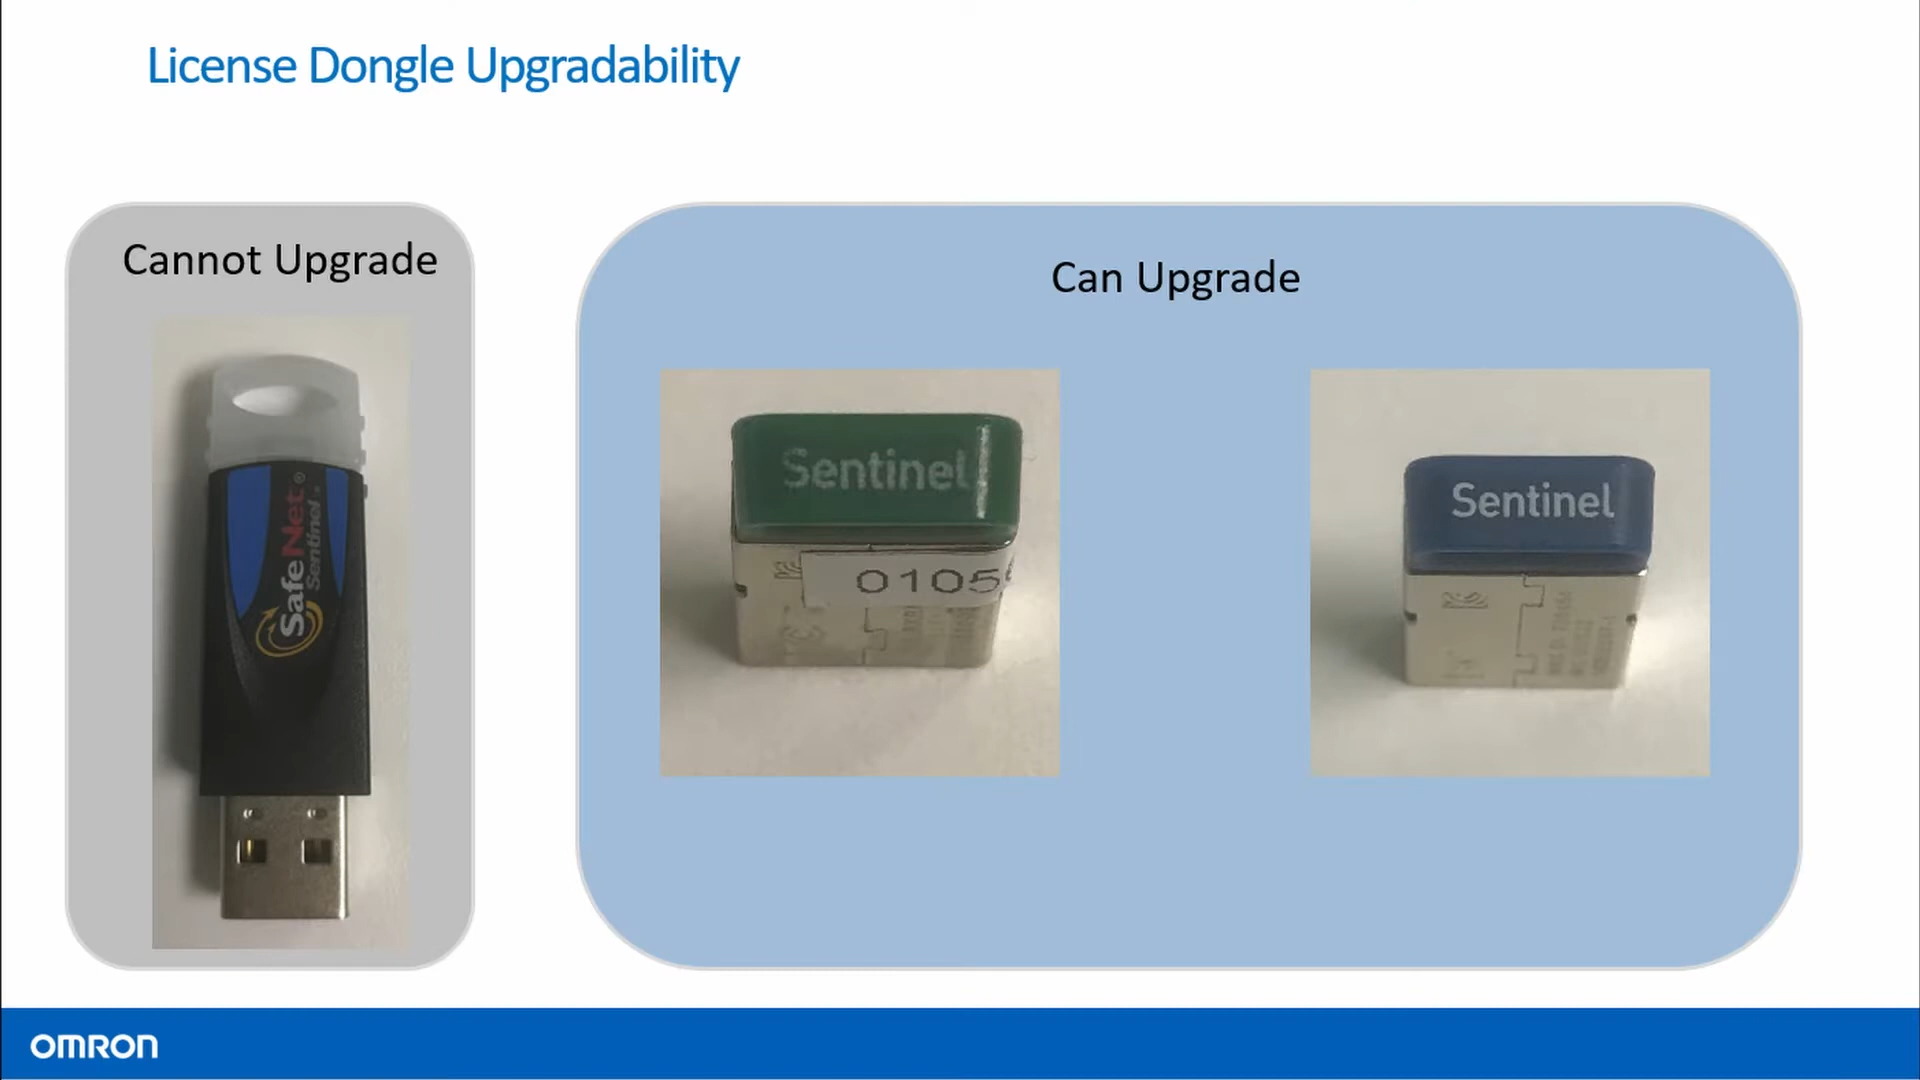 License Dongle Upgradability
Cannot Upgrade
SafeNet®
Sentinel
Can Upgrade
Sentinel
0105
Sentinel
OMRON